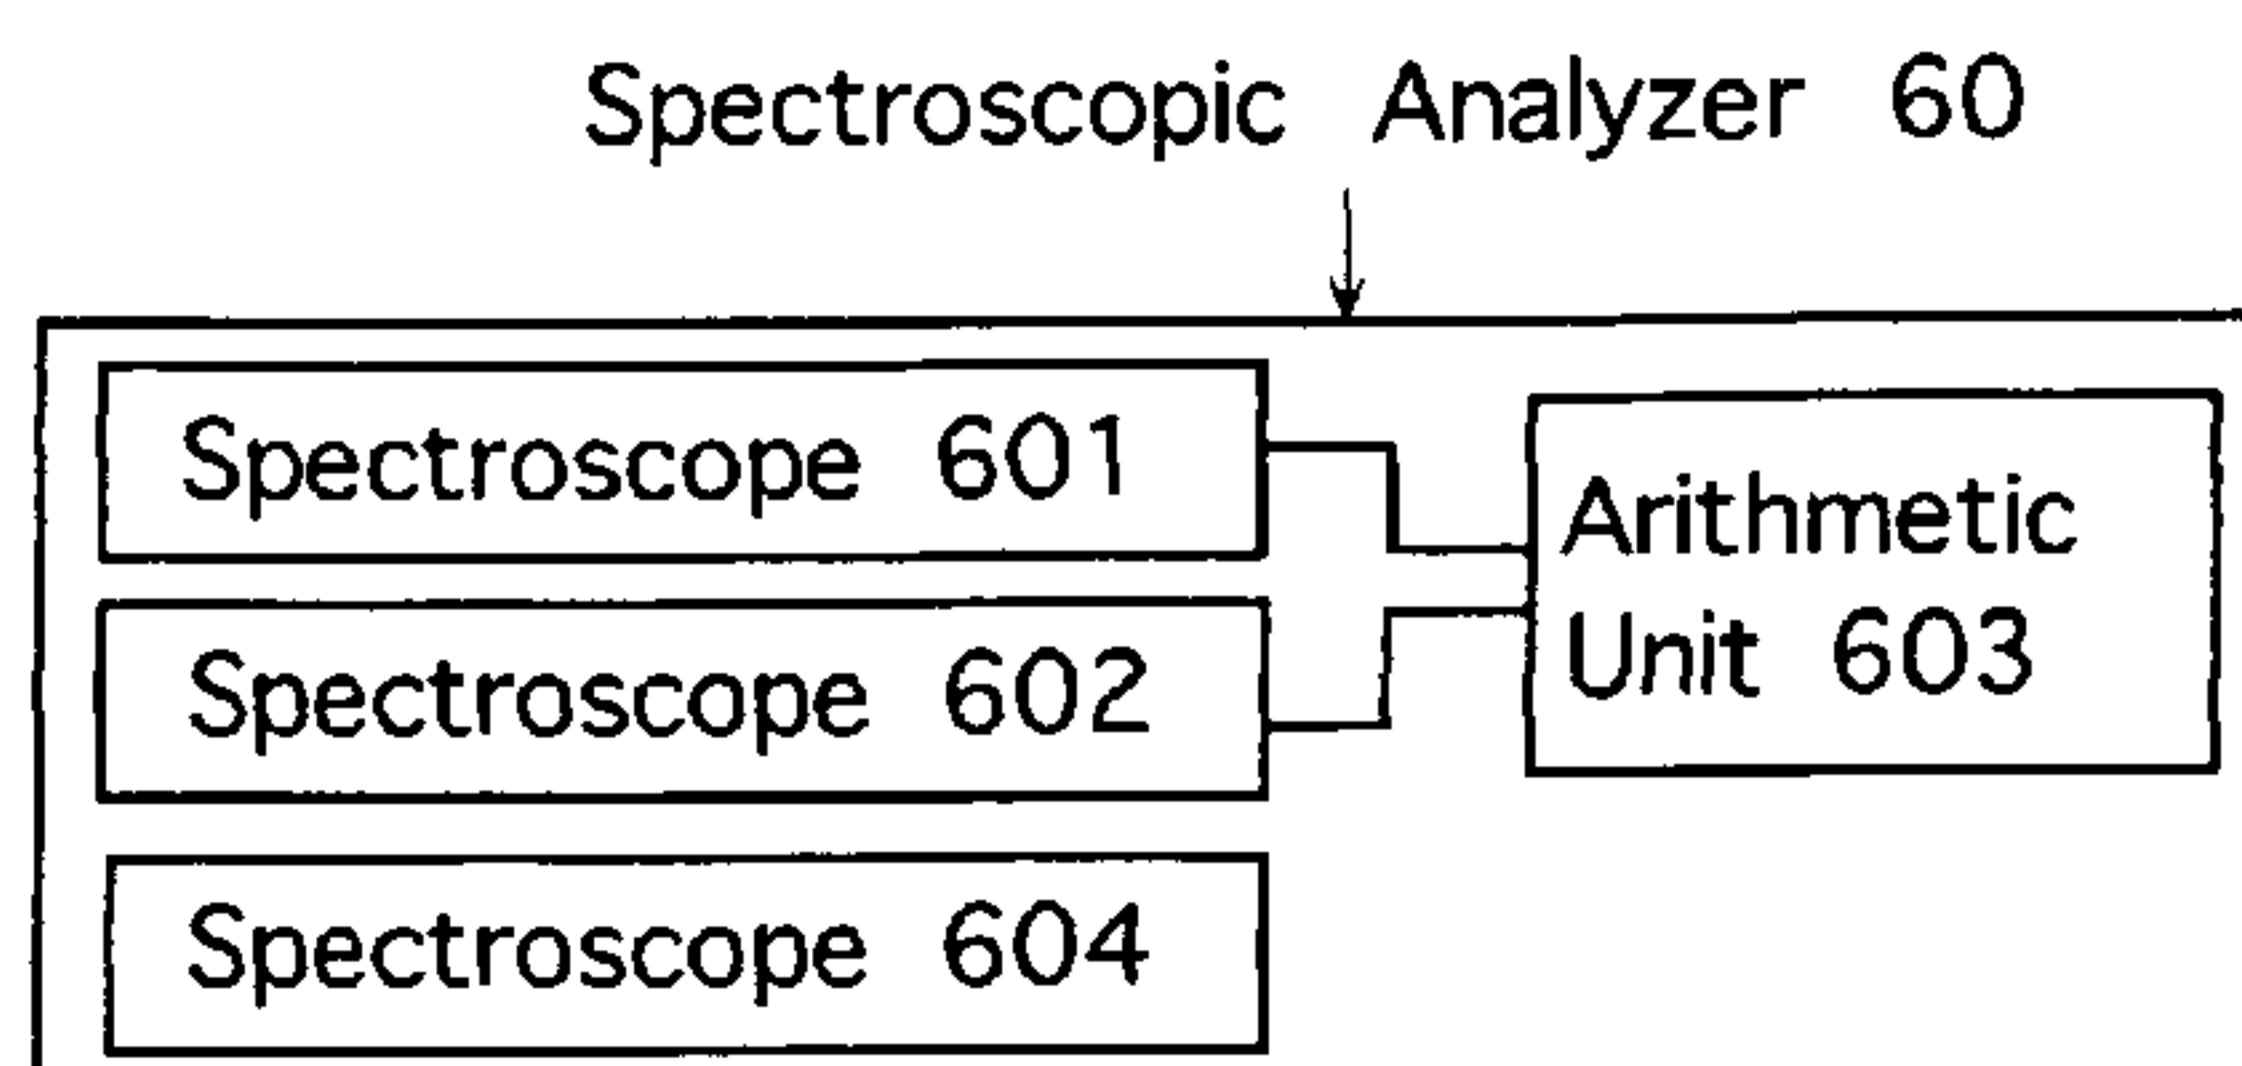 Spectroscopic Analyzer 60
Spectroscope 601
Arithmetic
Unit 603
Spectroscope 602
Spectroscope 604